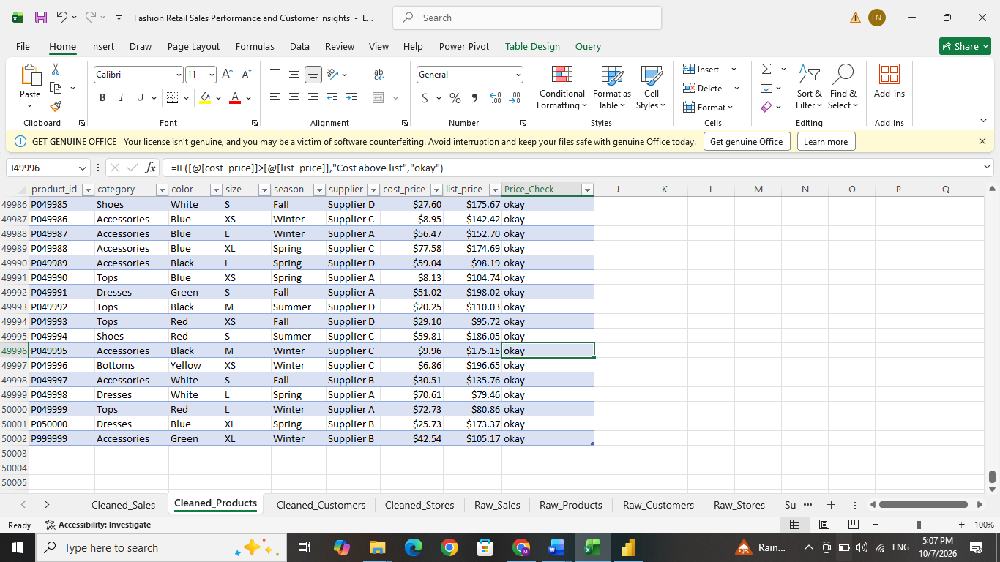 Fashion Retail Sales Performance and Customer Insights - E... Search FN
File Home Insert Draw Page Layout Formulas Data Review View Help Power Pivot Table Design Query Share
Paste Calibri 11 General Conditional Formatting Format as Table Cell Styles Insert Delete Format Sort & Filter Find & Select Add-ins
Clipboard Font Alignment Number Styles Cells Editing Add-ins
GET GENUINE OFFICE Your license isn't genuine, and you may be a victim of software counterfeiting. Avoid interruption and keep your files safe with genuine Office today. Get genuine Office Learn more
I49996 fx =IF([@[cost_price]]>[@[list_price]],"Cost above list","okay")
product_id category color size season supplier cost_price list_price Price_Check J K L M N O P Q
49986 P049985 Shoes White S Fall Supplier D $27.60 $175.67 okay
49987 P049986 Accessories Blue XS Winter Supplier C $8.95 $142.42 okay
49988 P049987 Accessories Blue L Winter Supplier A $56.47 $152.70 okay
49989 P049988 Accessories Blue XL Spring Supplier C $77.58 $174.69 okay
49990 P049989 Accessories Black L Spring Supplier D $59.04 $98.19 okay
49991 P049990 Tops Blue XS Spring Supplier A $8.13 $104.74 okay
49992 P049991 Dresses Green S Fall Supplier A $51.02 $198.02 okay
49993 P049992 Tops Black M Summer Supplier D $20.25 $110.03 okay
49994 P049993 Tops Red XS Fall Supplier D $29.10 $95.72 okay
49995 P049994 Shoes Red S Summer Supplier C $59.81 $186.05 okay
49996 P049995 Accessories Black M Winter Supplier C $9.96 $175.15 okay
49997 P049996 Bottoms Yellow XS Winter Supplier C $6.86 $196.65 okay
49998 P049997 Accessories White S Fall Supplier B $30.51 $135.76 okay
49999 P049998 Dresses White L Spring Supplier A $70.61 $79.46 okay
50000 P049999 Tops Red L Winter Supplier A $72.73 $80.86 okay
50001 P050000 Dresses Blue XL Spring Supplier B $25.73 $173.37 okay
50002 P999999 Accessories Green XL Winter Supplier B $42.54 $105.17 okay
50003
50004
50005
Cleaned_Sales Cleaned_Products Cleaned_Customers Cleaned_Stores Raw_Sales Raw_Products Raw_Customers Raw_Stores Su
Ready Accessibility: Investigate 100%
Type here to search Rain... ENG 5:07 PM
10/7/2026